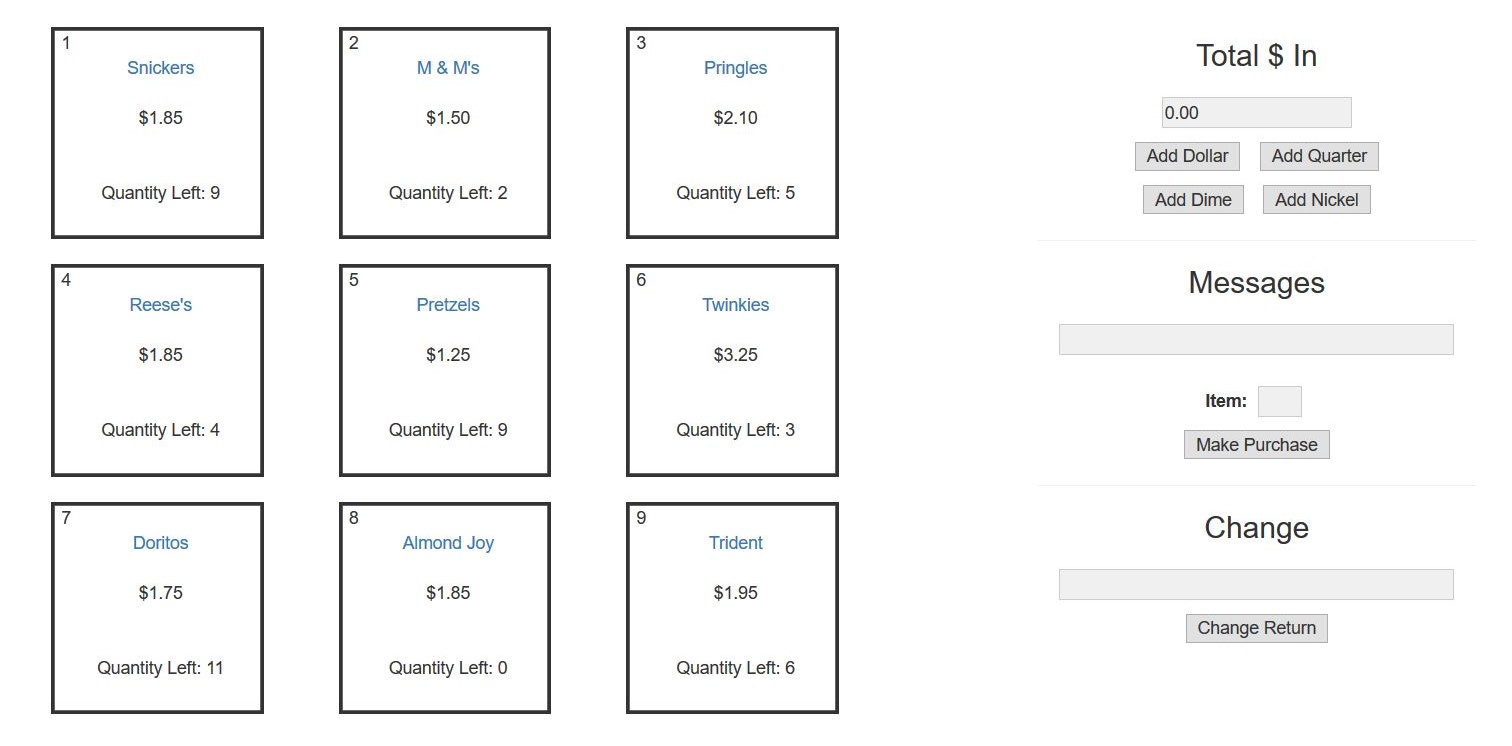 1
Snickers
$1.85
Quantity Left: 9
2
M & M's
$1.50
Quantity Left: 2
3
Pringles
$2.10
Quantity Left: 5
4
Reese's
$1.85
Quantity Left: 4
5
Pretzels
$1.25
Quantity Left: 9
6
Twinkies
$3.25
Quantity Left: 3
7
Doritos
$1.75
Quantity Left: 11
8
Almond Joy
$1.85
Quantity Left: 0
9
Trident
$1.95
Quantity Left: 6
Total $ In
0.00
Add Dollar Add Quarter
Add Dime Add Nickel
Messages
Item:
Make Purchase
Change
Change Return